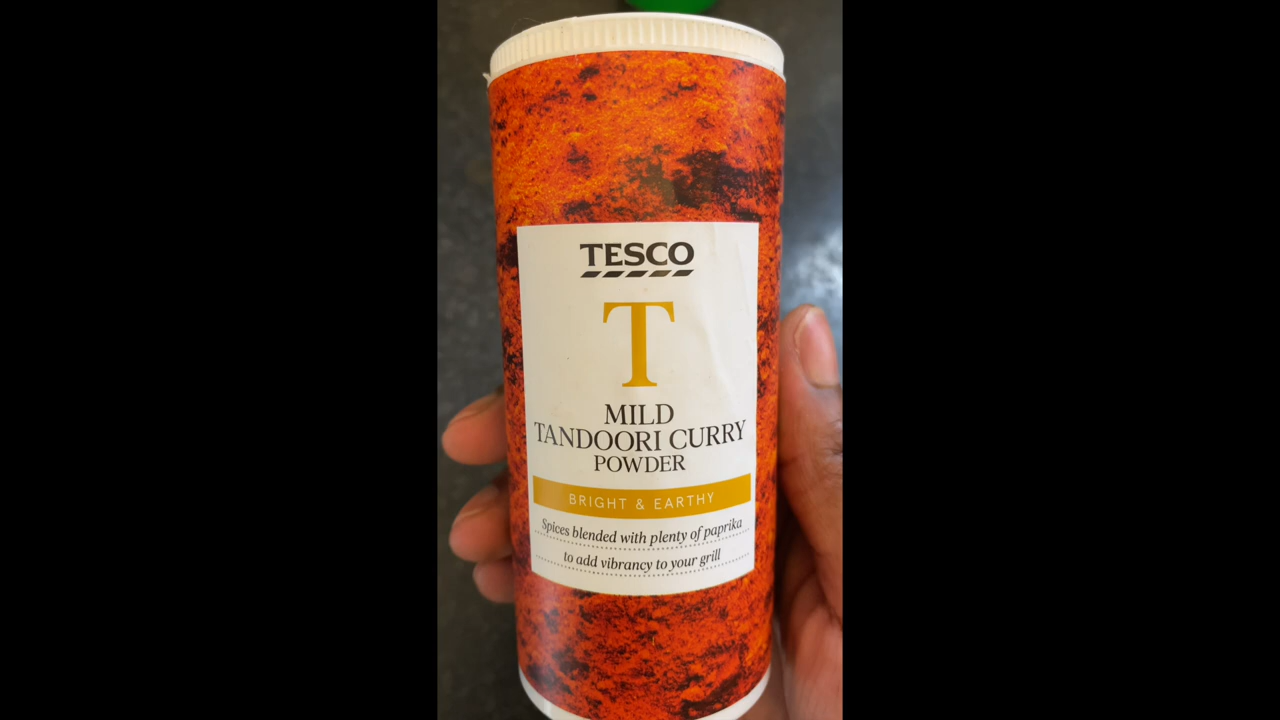 TESCO
T
MILD
TANDOORI CURRY
POWDER
BRIGHT & EARTHY
Spices blended with plenty of paprika
to add vibrancy to your grill